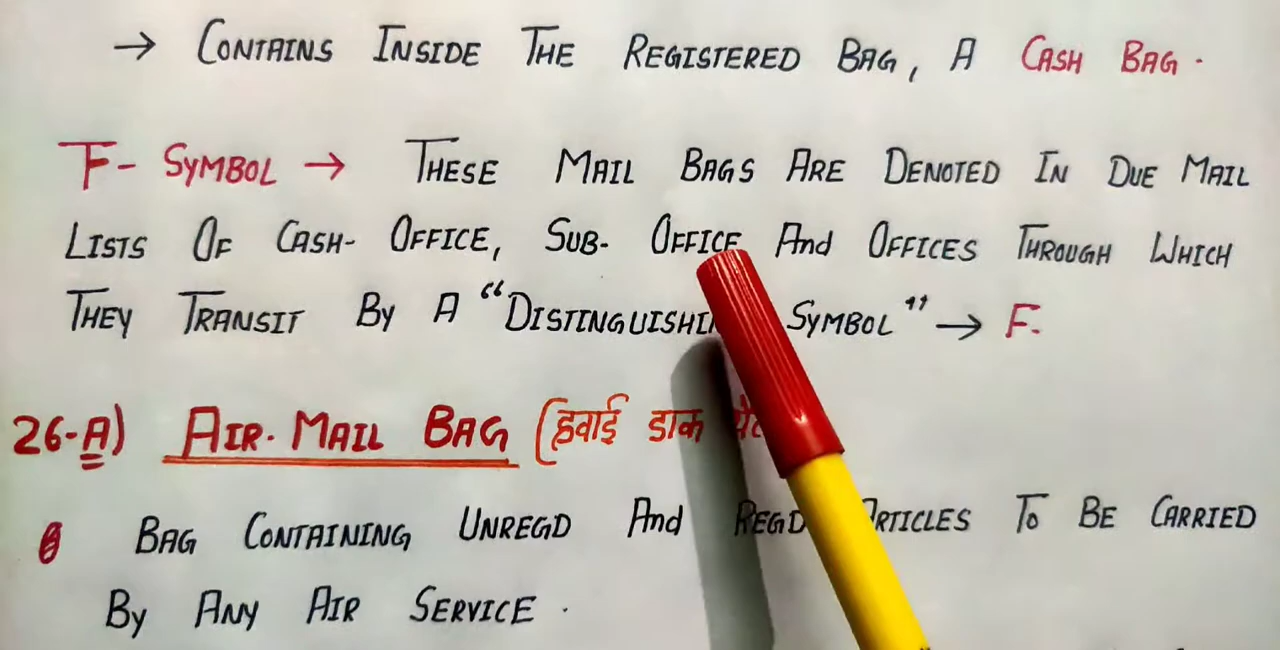 → CONTAINS INSIDE THE REGISTERED BAG, A CASH BAG.
F- SYMBOL → THESE MAIL BAGS ARE DENOTED IN DUE MAIL
LISTS OF CASH- OFFICE, SUB- OFFICE And OFFICES THROUGH WHICH
THEY TRANSIT By A “DISTINGUISHI SYMBOL” → F.
26-A) AIR-MAIL BAG (हवाई डाक
BAG CONTAINING UNREGD And REGD ARTICLES TO BE CARRIED
By ANY AIR SERVICE.